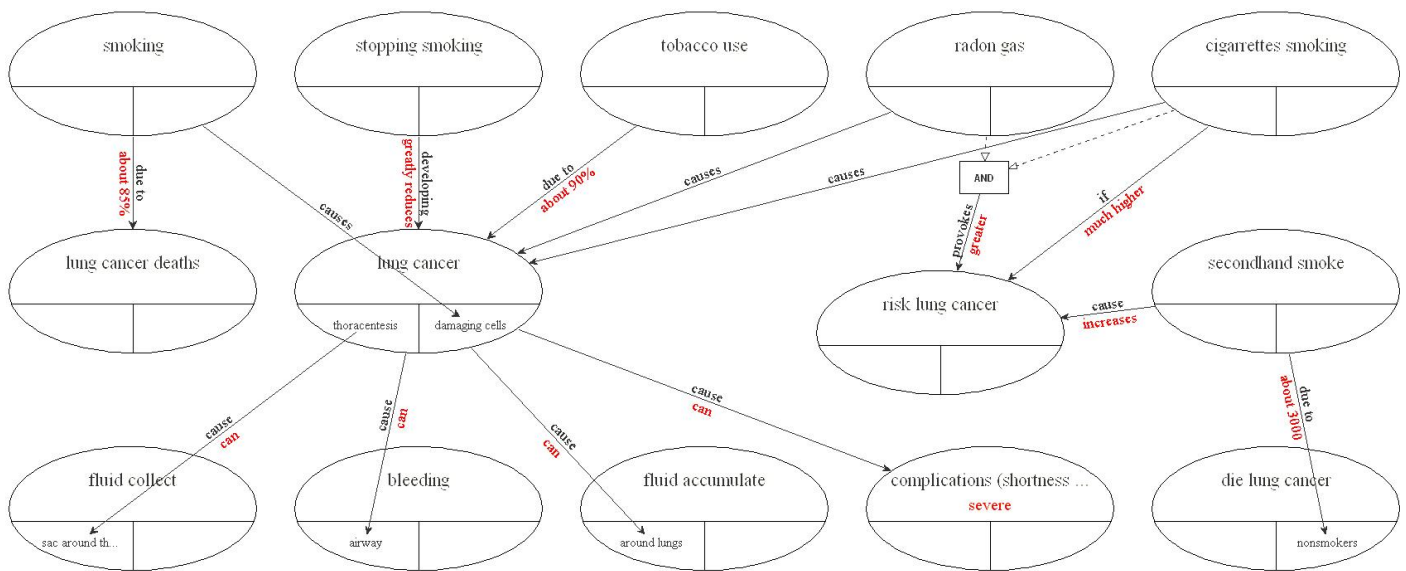 smoking
stopping smoking
tobacco use
radon gas
cigarrettes smoking
due to
about 85%
causes
developing
greatly reduces
due to
about 90%
causes
causes
AND
provokes
greater
if
much higher
lung cancer deaths
lung cancer
thoracentesis
damaging cells
risk lung cancer
secondhand smoke
cause
increases
cause
can
cause
can
cause
can
cause
can
due to
about 3000
fluid collect
sac around th...
bleeding
airway
fluid accumulate
around lungs
complications (shortness ...
severe
die lung cancer
nonsmokers